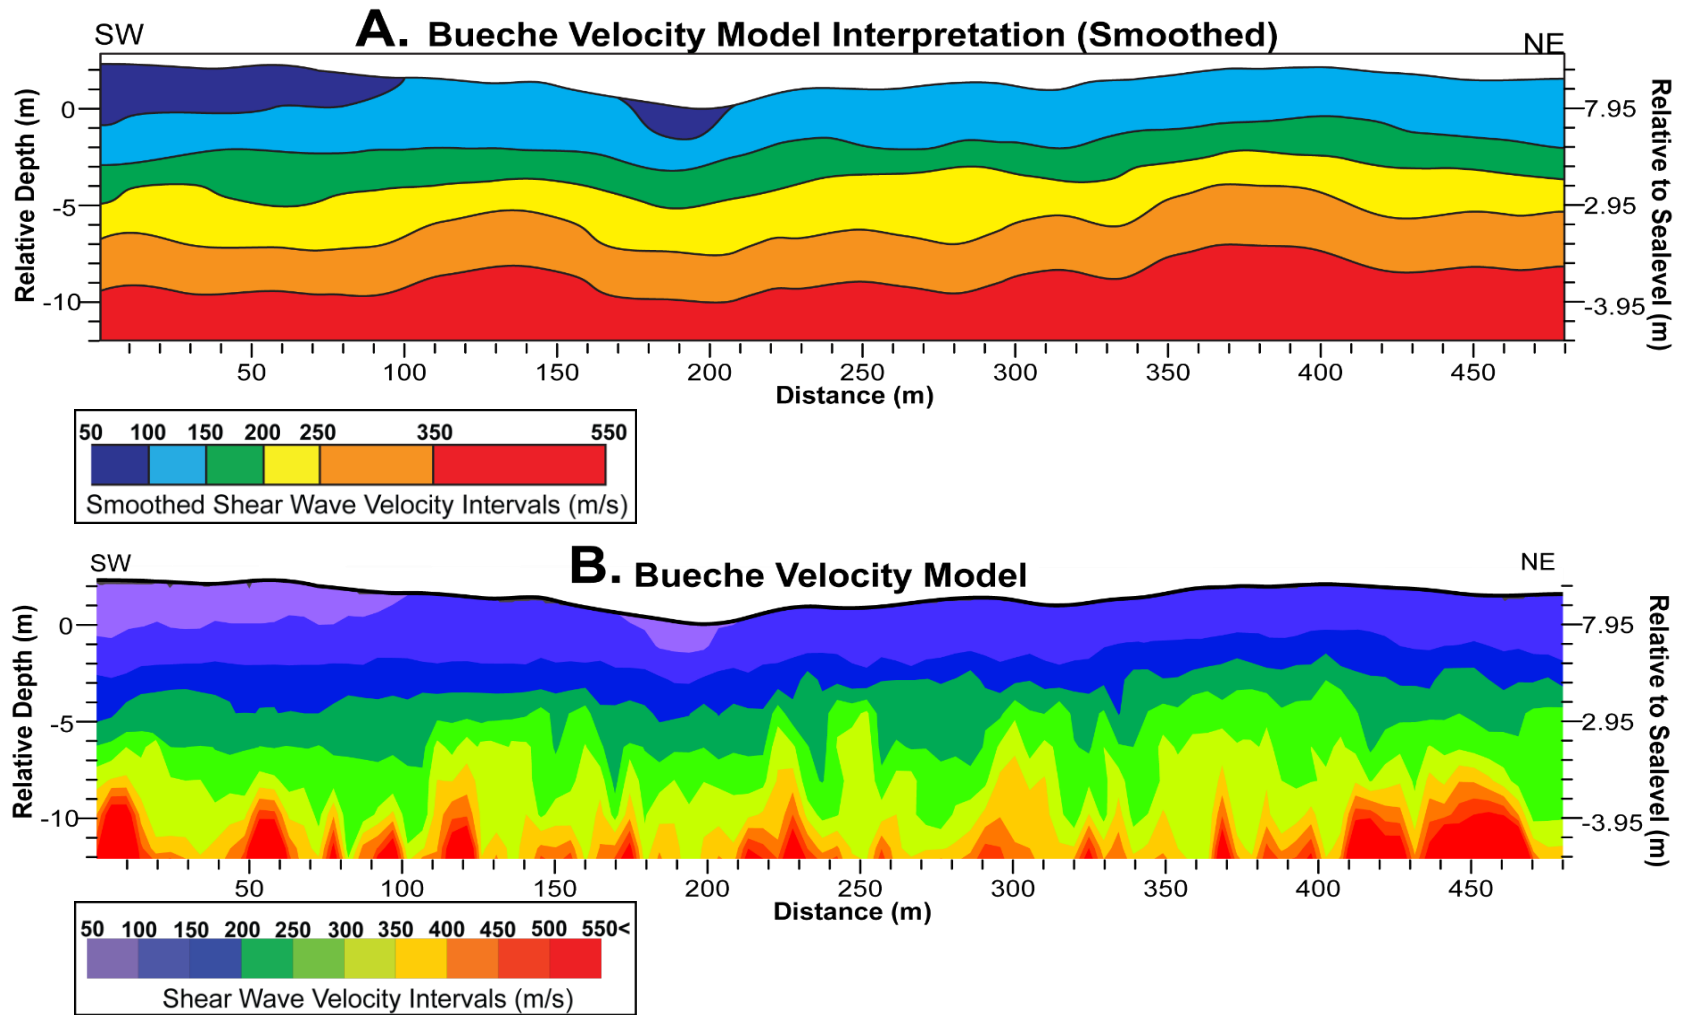 SW
A. Bueche Velocity Model Interpretation (Smoothed)
NE
Relative Depth (m)
0
-5
-10
7.95
2.95
-3.95
Relative to Sealevel (m)
50 100 150 200 250 300 350 400 450
Distance (m)
50 100 150 200 250 350 550
Smoothed Shear Wave Velocity Intervals (m/s)
SW
B. Bueche Velocity Model
NE
Relative Depth (m)
0
-5
-10
7.95
2.95
-3.95
Relative to Sealevel (m)
50 100 150 200 250 300 350 400 450
Distance (m)
50 100 150 200 250 300 350 400 450 500 550<
Shear Wave Velocity Intervals (m/s)